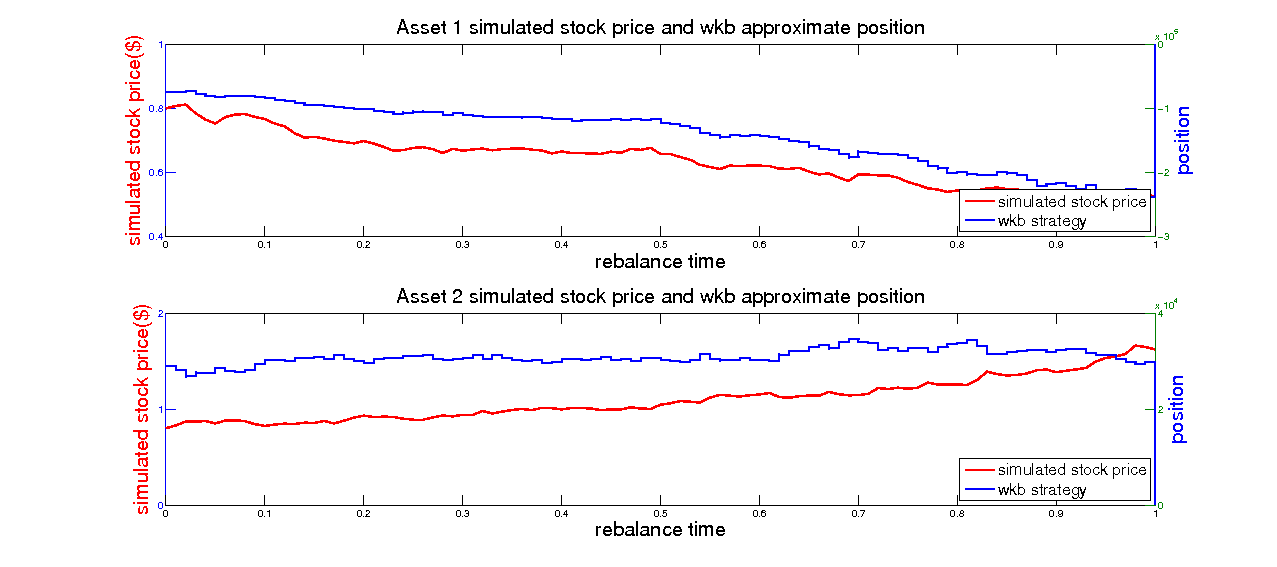 Asset 1 simulated stock price and wkb approximate position
x 10^5
simulated stock price($)
1
0.8
0.6
0.4
0
-1
-2
-3
position
simulated stock price
wkb strategy
0 0.1 0.2 0.3 0.4 0.5 0.6 0.7 0.8 0.9 1
rebalance time
Asset 2 simulated stock price and wkb approximate position
x 10^4
simulated stock price($)
2
1
0
4
2
0
position
simulated stock price
wkb strategy
0 0.1 0.2 0.3 0.4 0.5 0.6 0.7 0.8 0.9 1
rebalance time